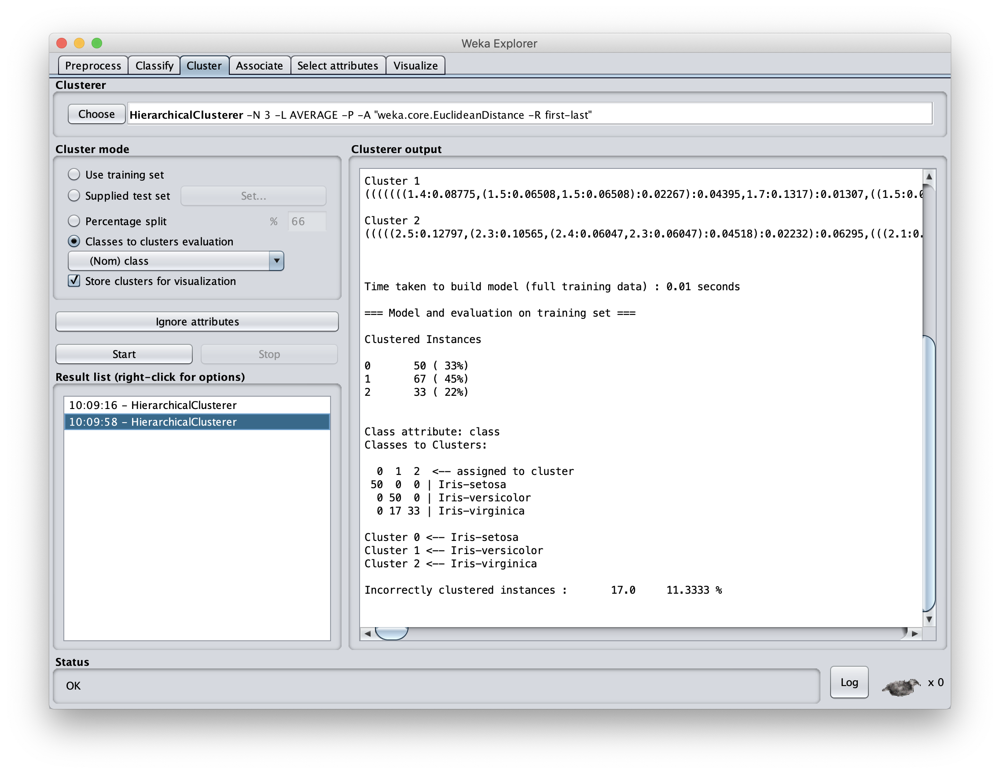 Weka Explorer
Preprocess Classify Cluster Associate Select attributes Visualize
Clusterer
Choose HierarchicalClusterer -N 3 -L AVERAGE -P -A "weka.core.EuclideanDistance -R first-last"
Cluster mode
Use training set
Supplied test set Set...
Percentage split % 66
Classes to clusters evaluation
(Nom) class
Store clusters for visualization
Ignore attributes
Start Stop
Result list (right-click for options)
10:09:16 - HierarchicalClusterer
10:09:58 - HierarchicalClusterer
Clusterer output
Cluster 1
(((((((1.4:0.08775,(1.5:0.06508,1.5:0.06508):0.02267):0.04395,1.7:0.1317):0.01307,((1.5:0.0
Cluster 2
(((((2.5:0.12797,(2.3:0.10565,(2.4:0.06047,2.3:0.06047):0.04518):0.02232):0.06295,(((2.1:0.
Time taken to build model (full training data) : 0.01 seconds
=== Model and evaluation on training set ===
Clustered Instances
0 50 ( 33%)
1 67 ( 45%)
2 33 ( 22%)
Class attribute: class
Classes to Clusters:
0 1 2 <-- assigned to cluster
50 0 0 | Iris-setosa
0 50 0 | Iris-versicolor
0 17 33 | Iris-virginica
Cluster 0 <-- Iris-setosa
Cluster 1 <-- Iris-versicolor
Cluster 2 <-- Iris-virginica
Incorrectly clustered instances : 17.0 11.3333 %
Status
OK
Log
x 0